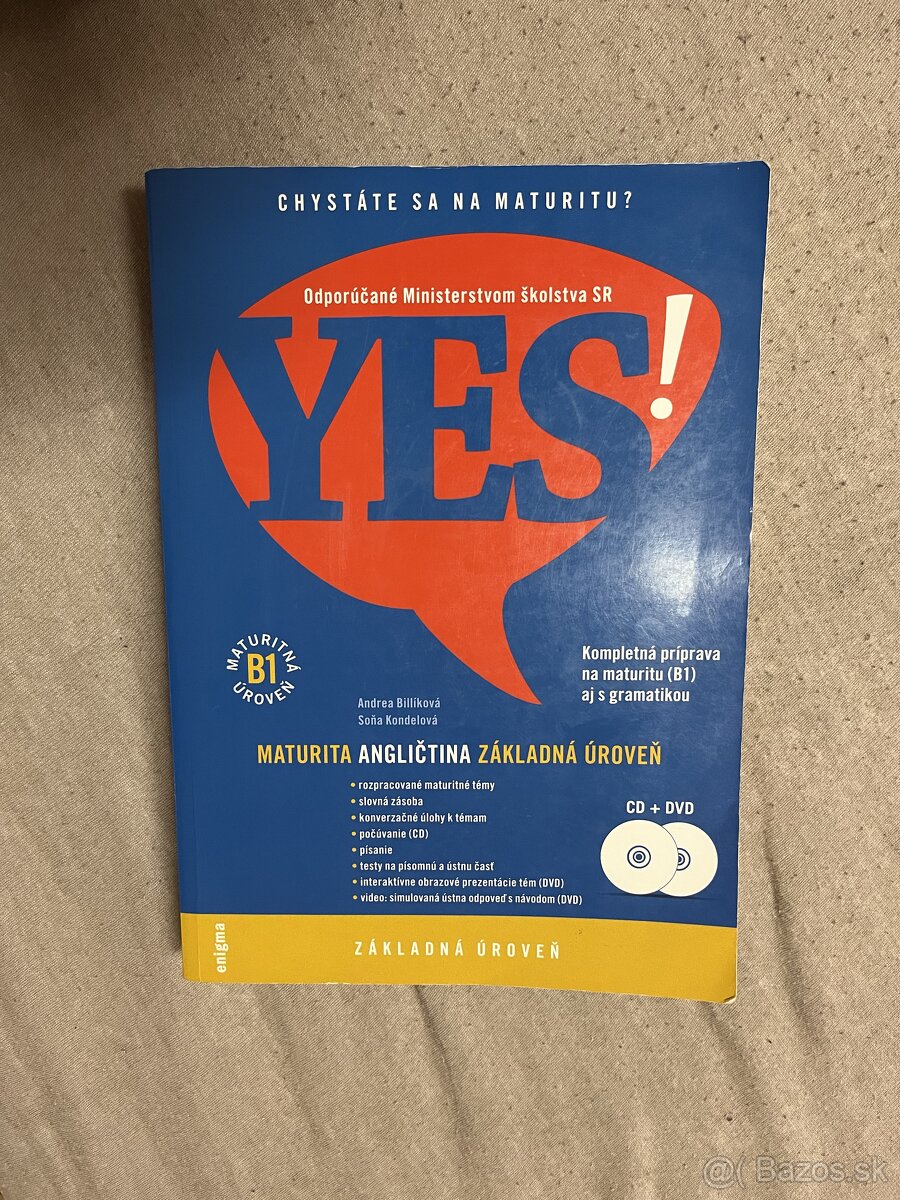 CHYSTÁTE SA NA MATURITU?
Odporúčané Ministerstvom školstva SR
YES!
MATURITNÁ
B1
ÚROVEŇ
Kompletná príprava
na maturitu (B1)
aj s gramatikou
Andrea Billíková
Soňa Kondelová
MATURITA ANGLIČTINA ZÁKLADNÁ ÚROVEŇ
• rozpracované maturitné témy
• slovná zásoba
• konverzačné úlohy k témam
• počúvanie (CD)
• písanie
• testy na písomnú a ústnu časť
• interaktívne obrazové prezentácie tém (DVD)
• video: simulovaná ústna odpoveď s návodom (DVD)
CD + DVD
enigma
ZÁKLADNÁ ÚROVEŇ
@( Bazos.sk